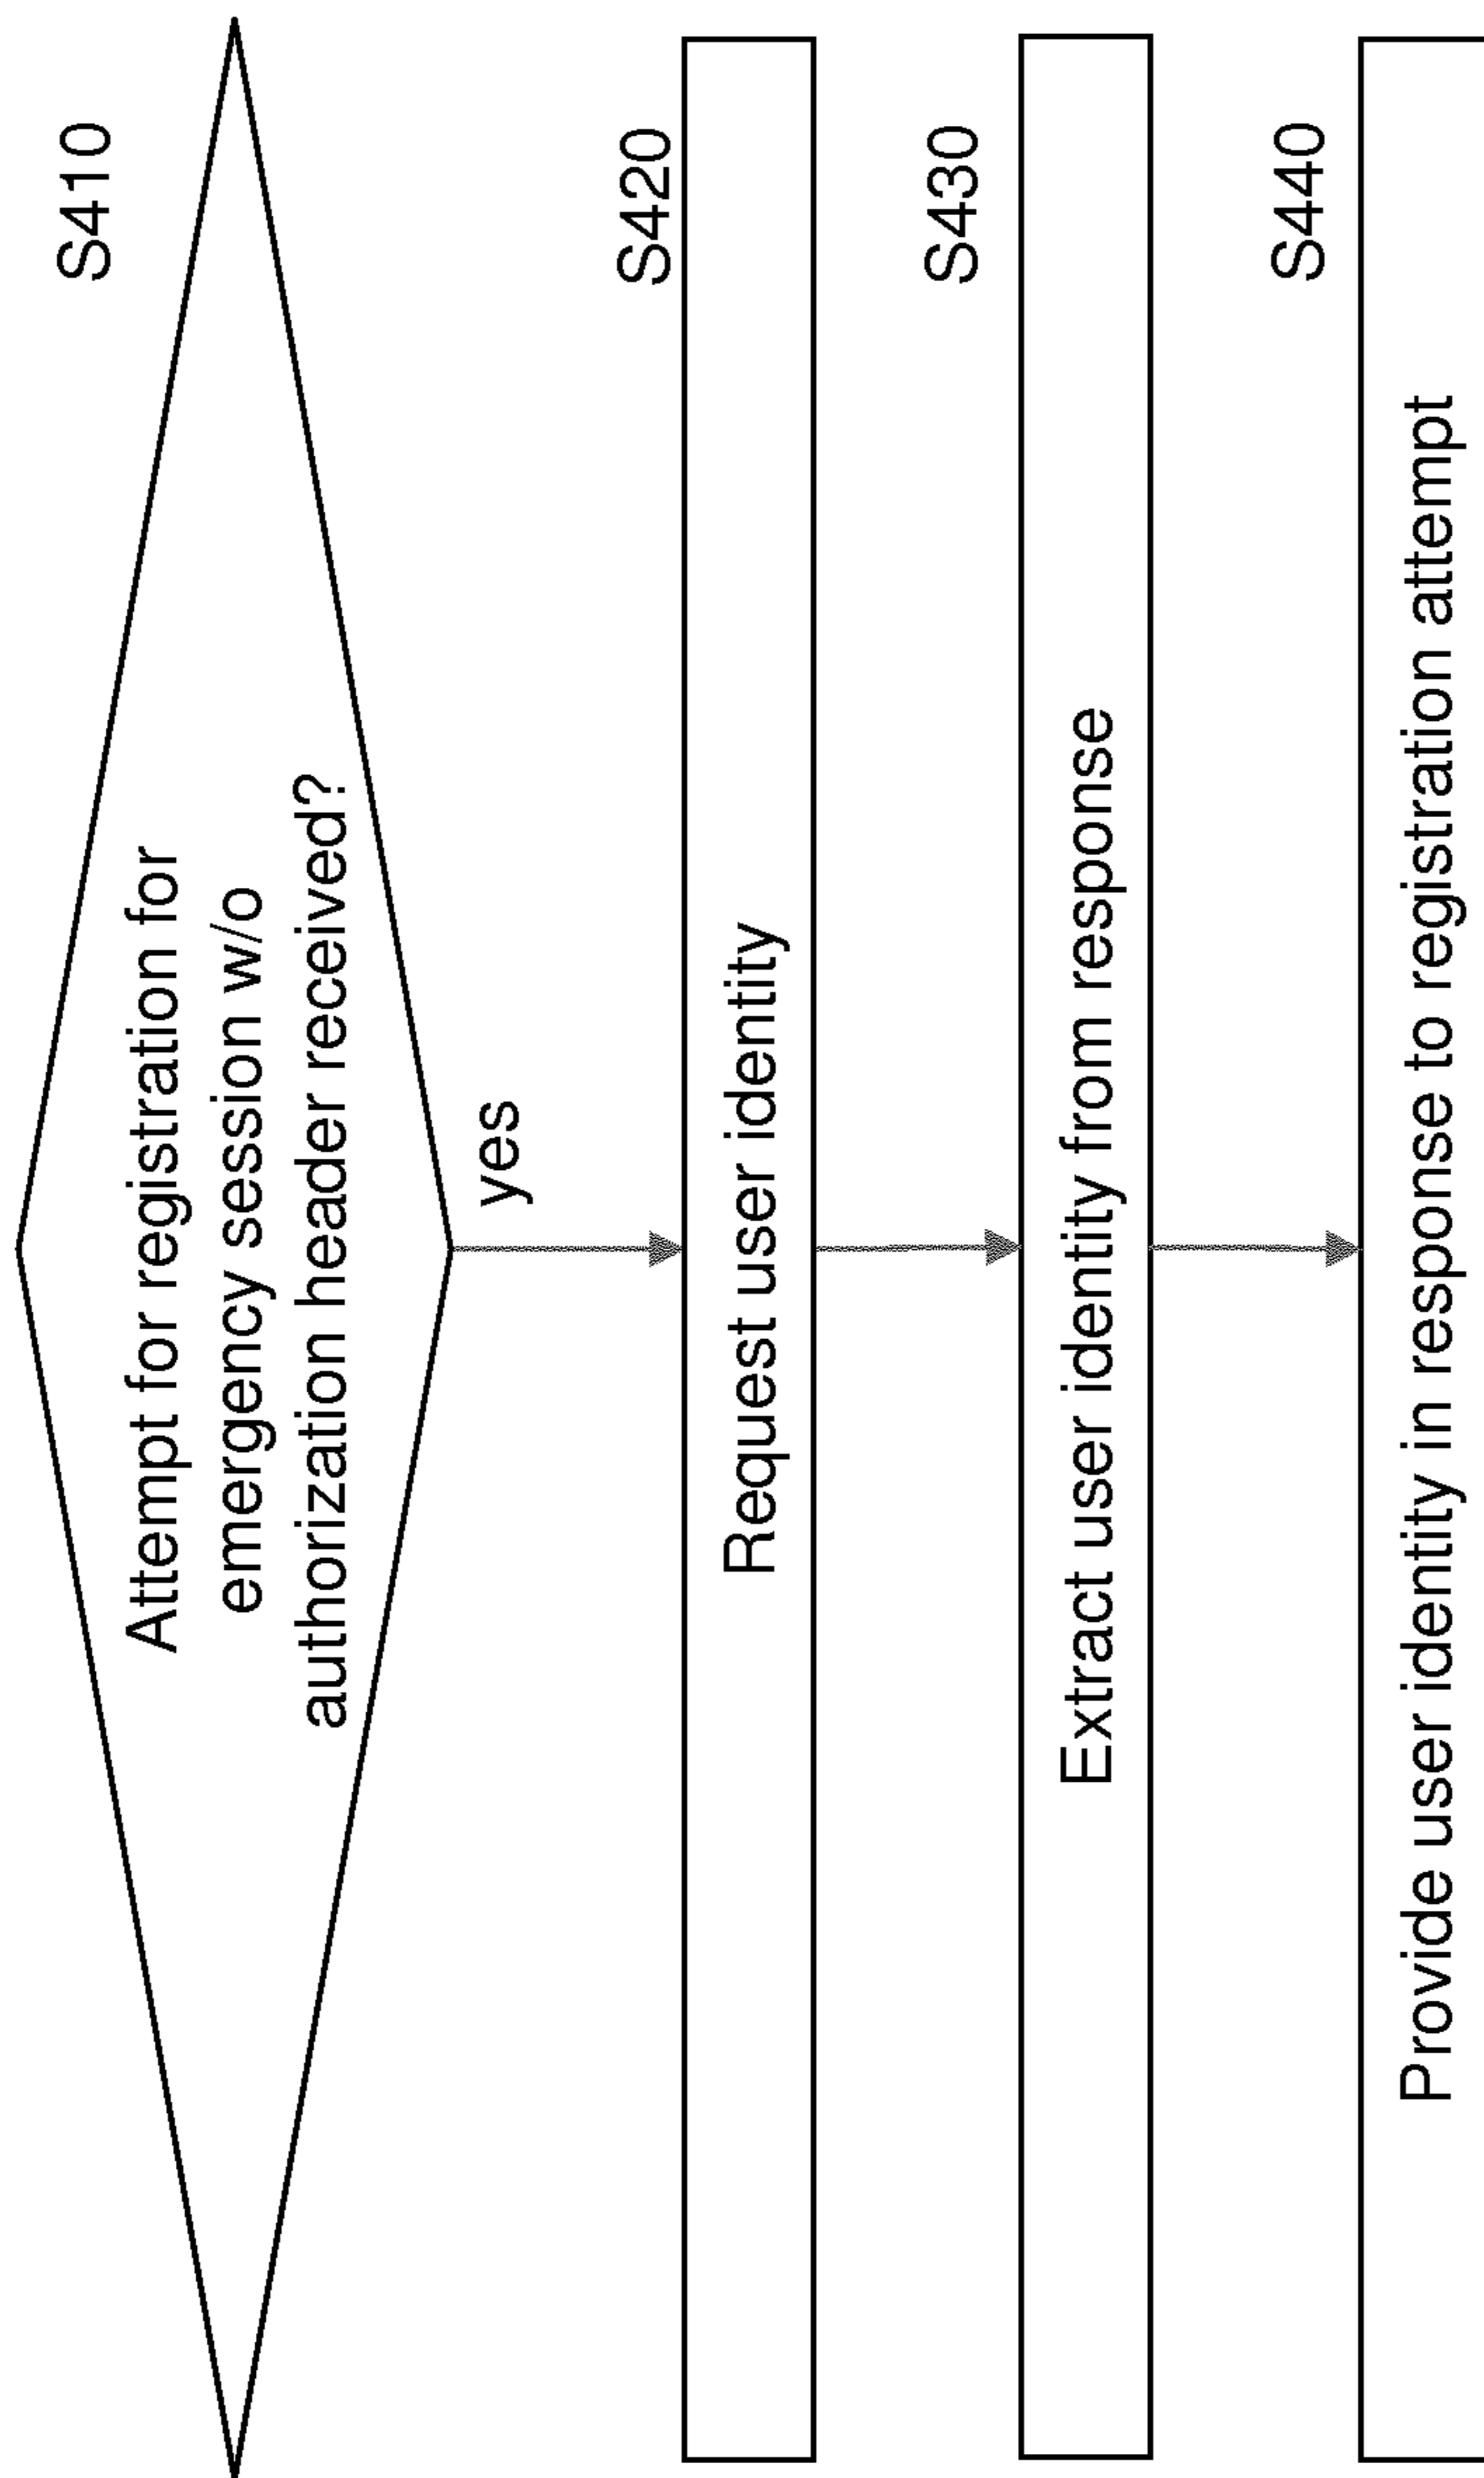 S410
Attempt for registration for
emergency session w/o
authorization header received?
yes
S420
Request user identity
S430
Extract user identity from response
S440
Provide user identity in response to registration attempt